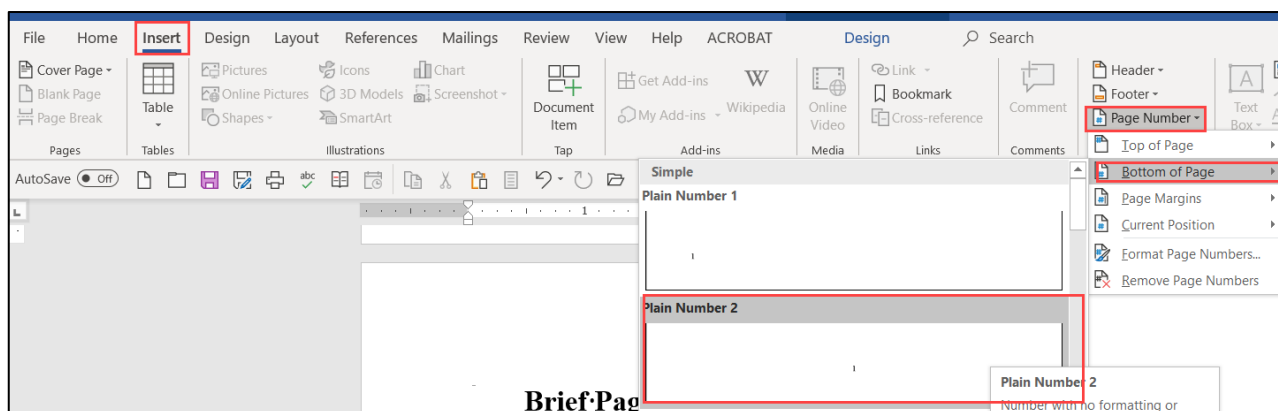 File Home Insert Design Layout References Mailings Review View Help ACROBAT Design Search
Cover Page
Blank Page
Page Break
Pages
Table
Tables
Pictures
Online Pictures
Shapes
Icons
3D Models
SmartArt
Chart
Screenshot
Illustrations
Document
Item
Tap
Get Add-ins
My Add-ins
Wikipedia
Add-ins
Online
Video
Media
Link
Bookmark
Cross-reference
Links
Comment
Comments
Header
Footer
Page Number
Text
Box
Top of Page
Bottom of Page
Page Margins
Current Position
Format Page Numbers...
Remove Page Numbers
AutoSave Off
abc
1
Simple
Plain Number 1
1
Plain Number 2
1
Plain Number 2
Number with no formatting or
Brief·Pag